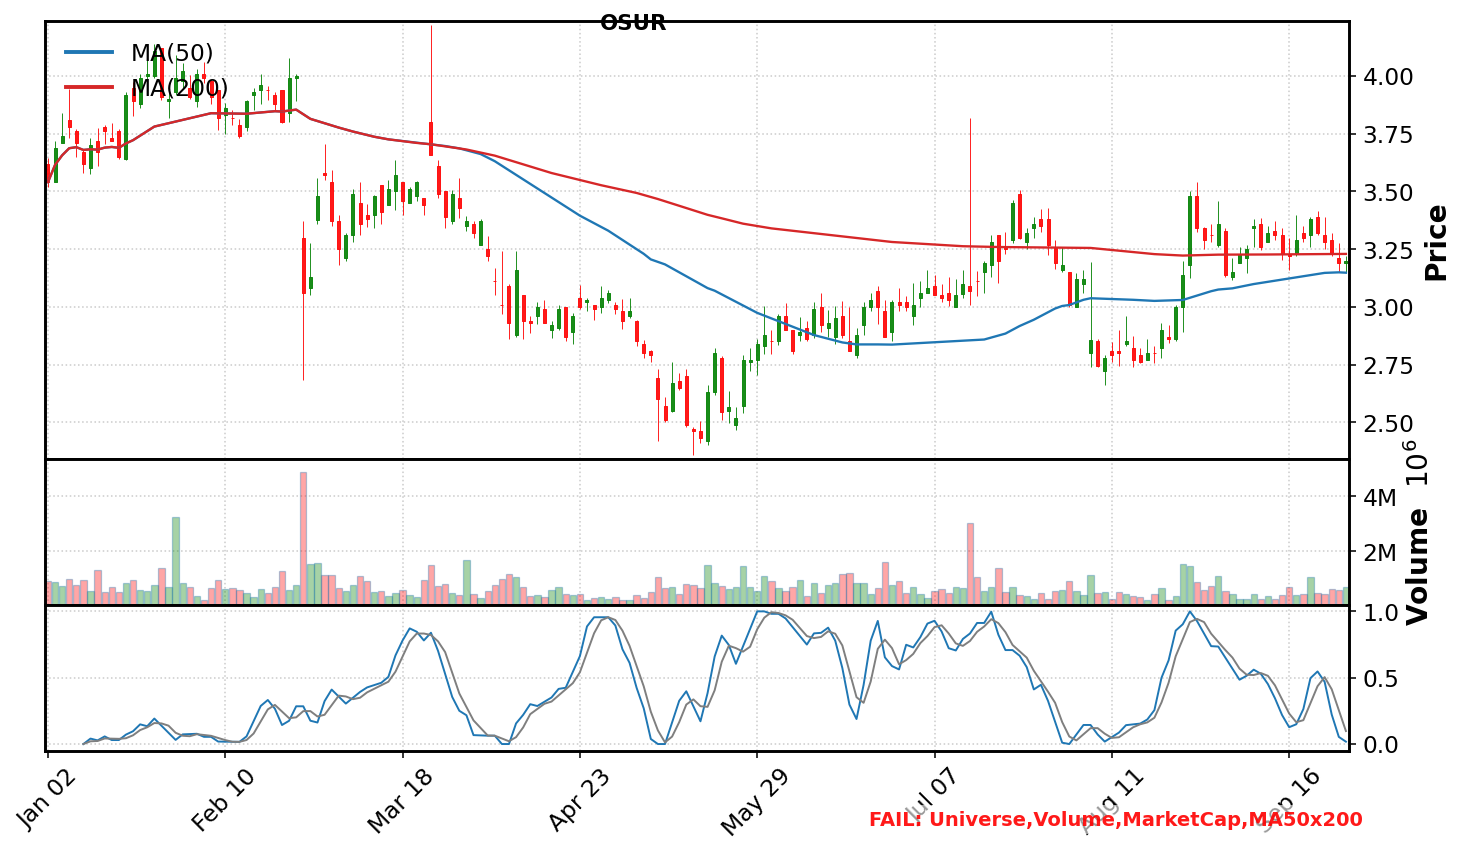 OSUR
MA(50)
MA(200)
4.00
3.75
3.50
3.25
3.00
2.75
2.50
Price
4M
2M
Volume 10^6
1.0
0.5
0.0
Jan 02
Feb 10
Mar 18
Apr 23
May 29
Jul 07
Aug 11
Sep 16
FAIL: Universe,Volume,MarketCap,MA50x200